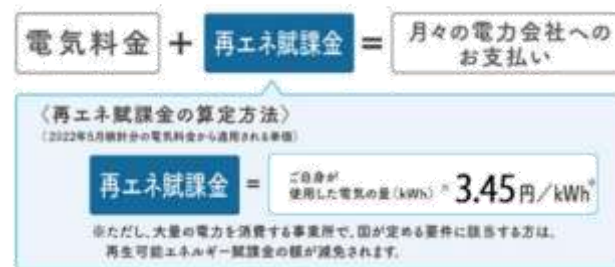 電気料金 + 再エネ賦課金 = 月々の電力会社への
お支払い
〈再エネ賦課金の算定方法〉
(2022年5月検針分の電気料金から適用される単価)
再エネ賦課金 = ご自身が
使用した電気の量(kWh) × 3.45円/kWh※
※ただし、大量の電力を消費する事業所で、国が定める要件に該当する方は、
再生可能エネルギー賦課金の額が減免されます。